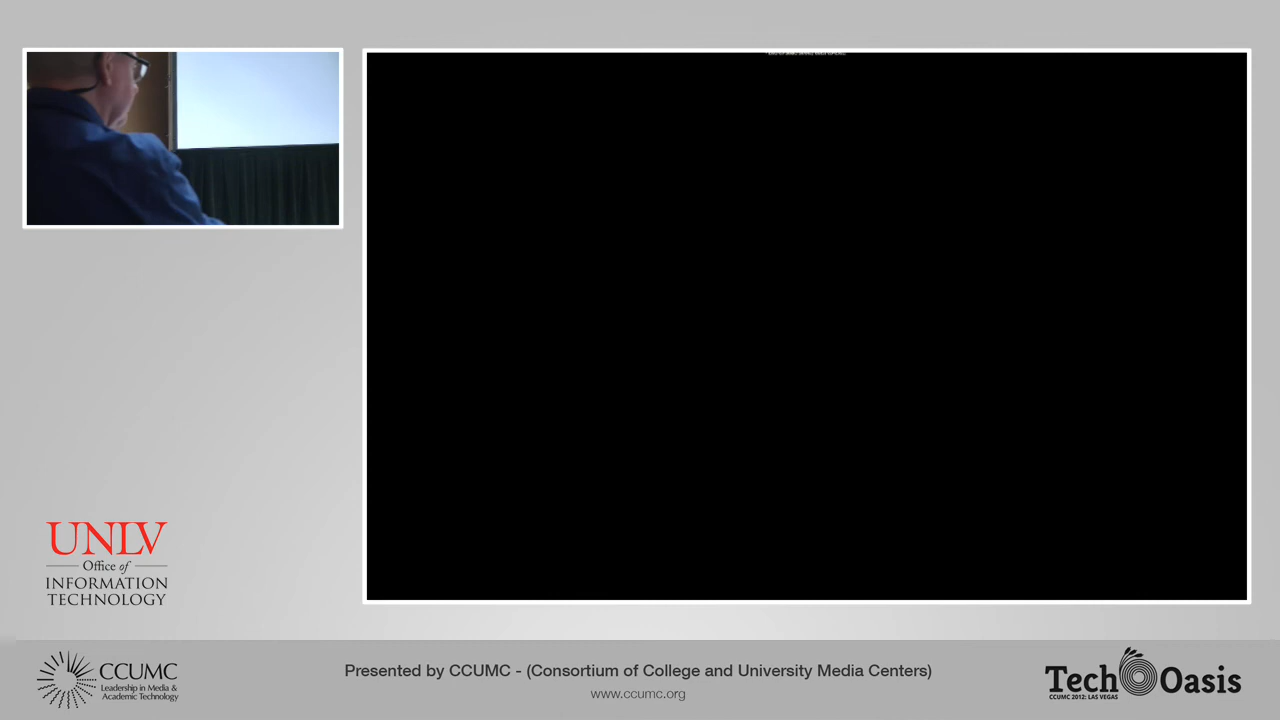 UNLV
Office of
INFORMATION
TECHNOLOGY
CCUMC
Leadership in Media &
Academic Technology
Presented by CCUMC - (Consortium of College and University Media Centers)
www.ccumc.org
Tech Oasis
CCUMC 2012: LAS VEGAS